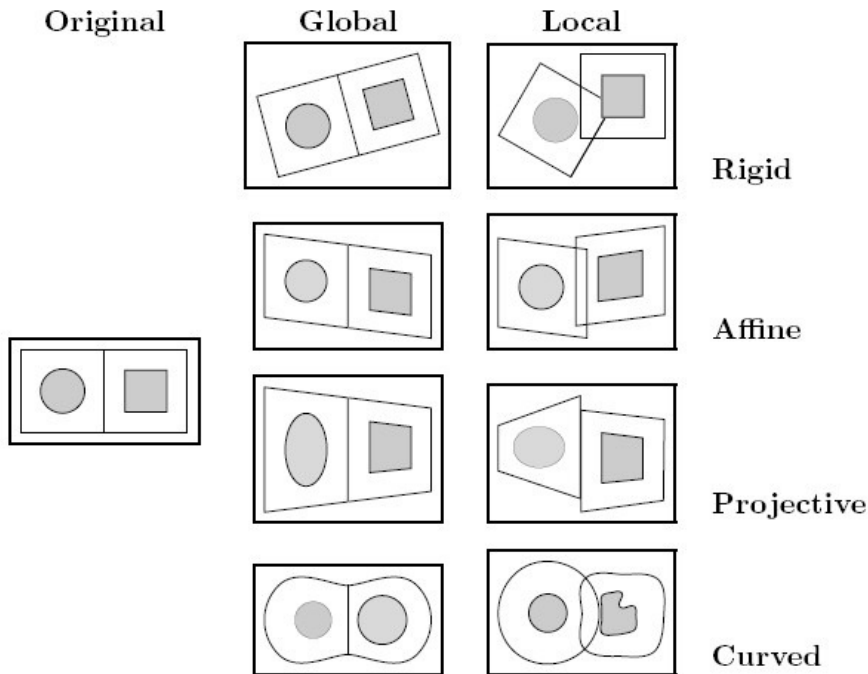 Original Global Local
Rigid
Affine
Projective
Curved